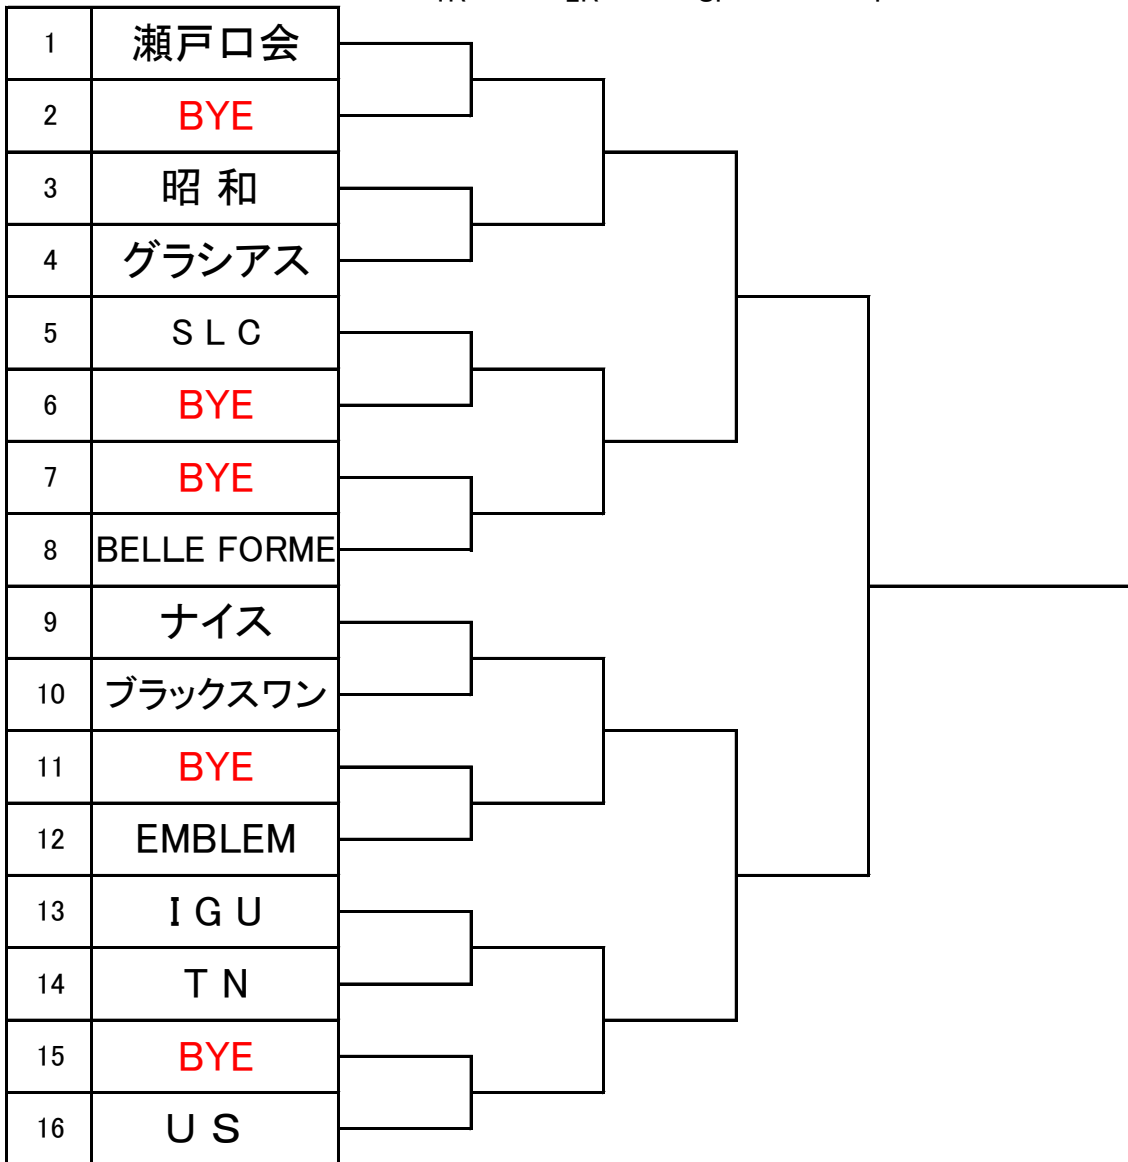 1 瀬戸口会
2 BYE
3 昭 和
4 グラシアス
5 S L C
6 BYE
7 BYE
8 BELLE FORME
9 ナイス
10 ブラックスワン
11 BYE
12 EMBLEM
13 I G U
14 T N
15 BYE
16 U S